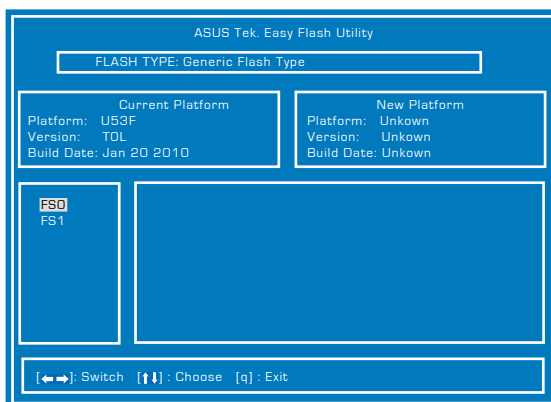 ASUS Tek. Easy Flash Utility
FLASH TYPE: Generic Flash Type
Current Platform
Platform: U53F
Version: TOL
Build Date: Jan 20 2010
New Platform
Platform: Unkown
Version: Unkown
Build Date: Unkown
FS0
FS1
[←→]: Switch [↑↓] : Choose [q] : Exit